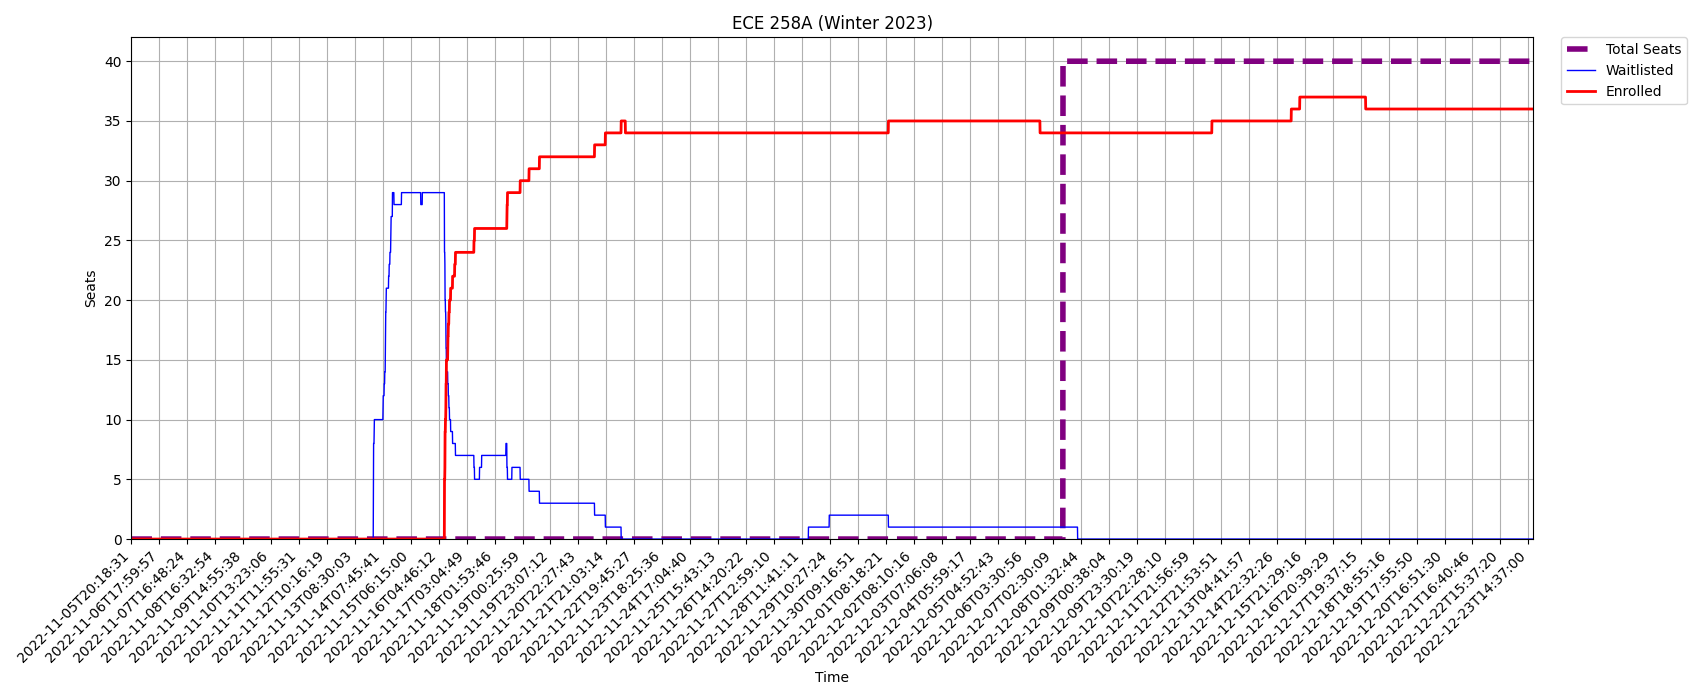 ECE 258A (Winter 2023)
Total Seats
Waitlisted
Enrolled
40
35
30
25
20
15
10
5
0
Seats
2022-11-05T20:18:31
2022-11-06T17:59:57
2022-11-07T16:48:24
2022-11-08T16:32:54
2022-11-09T14:55:38
2022-11-10T13:23:06
2022-11-11T11:55:31
2022-11-12T10:16:19
2022-11-13T08:30:03
2022-11-14T07:45:41
2022-11-15T06:15:00
2022-11-16T04:46:12
2022-11-17T03:04:49
2022-11-18T01:53:46
2022-11-19T00:25:59
2022-11-19T23:07:12
2022-11-20T22:27:43
2022-11-21T21:03:14
2022-11-22T19:45:27
2022-11-23T18:25:36
2022-11-24T17:04:40
2022-11-25T15:43:13
2022-11-26T14:20:22
2022-11-27T12:59:10
2022-11-28T11:41:11
2022-11-29T10:27:24
2022-11-30T09:16:51
2022-12-01T08:18:21
2022-12-02T08:10:16
2022-12-03T07:06:08
2022-12-04T05:59:17
2022-12-05T04:52:43
2022-12-06T03:30:56
2022-12-07T02:30:09
2022-12-08T01:32:44
2022-12-09T00:38:04
2022-12-09T23:30:19
2022-12-10T22:28:10
2022-12-11T21:56:59
2022-12-12T21:53:51
2022-12-13T04:41:57
2022-12-14T22:32:26
2022-12-15T21:29:16
2022-12-16T20:39:29
2022-12-17T19:37:15
2022-12-18T18:55:16
2022-12-19T17:55:50
2022-12-20T16:51:30
2022-12-21T16:40:46
2022-12-22T15:37:20
2022-12-23T14:37:00
Time